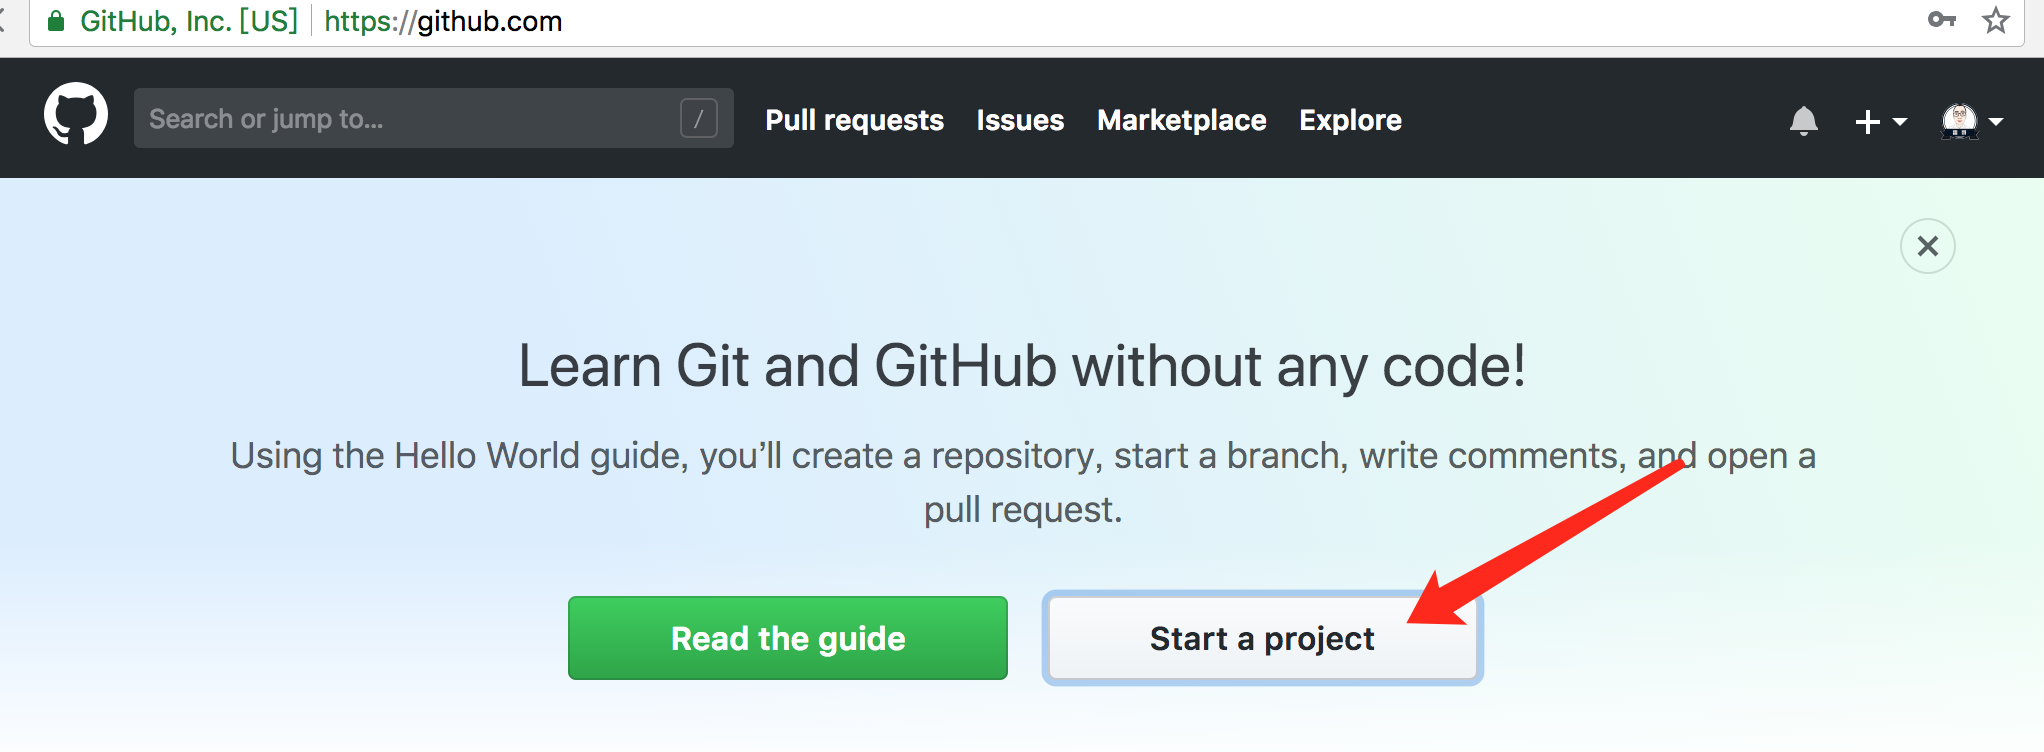 GitHub, Inc. [US] https://github.com
Search or jump to... /
Pull requests Issues Marketplace Explore
Learn Git and GitHub without any code!
Using the Hello World guide, you’ll create a repository, start a branch, write comments, and open a
pull request.
Read the guide
Start a project